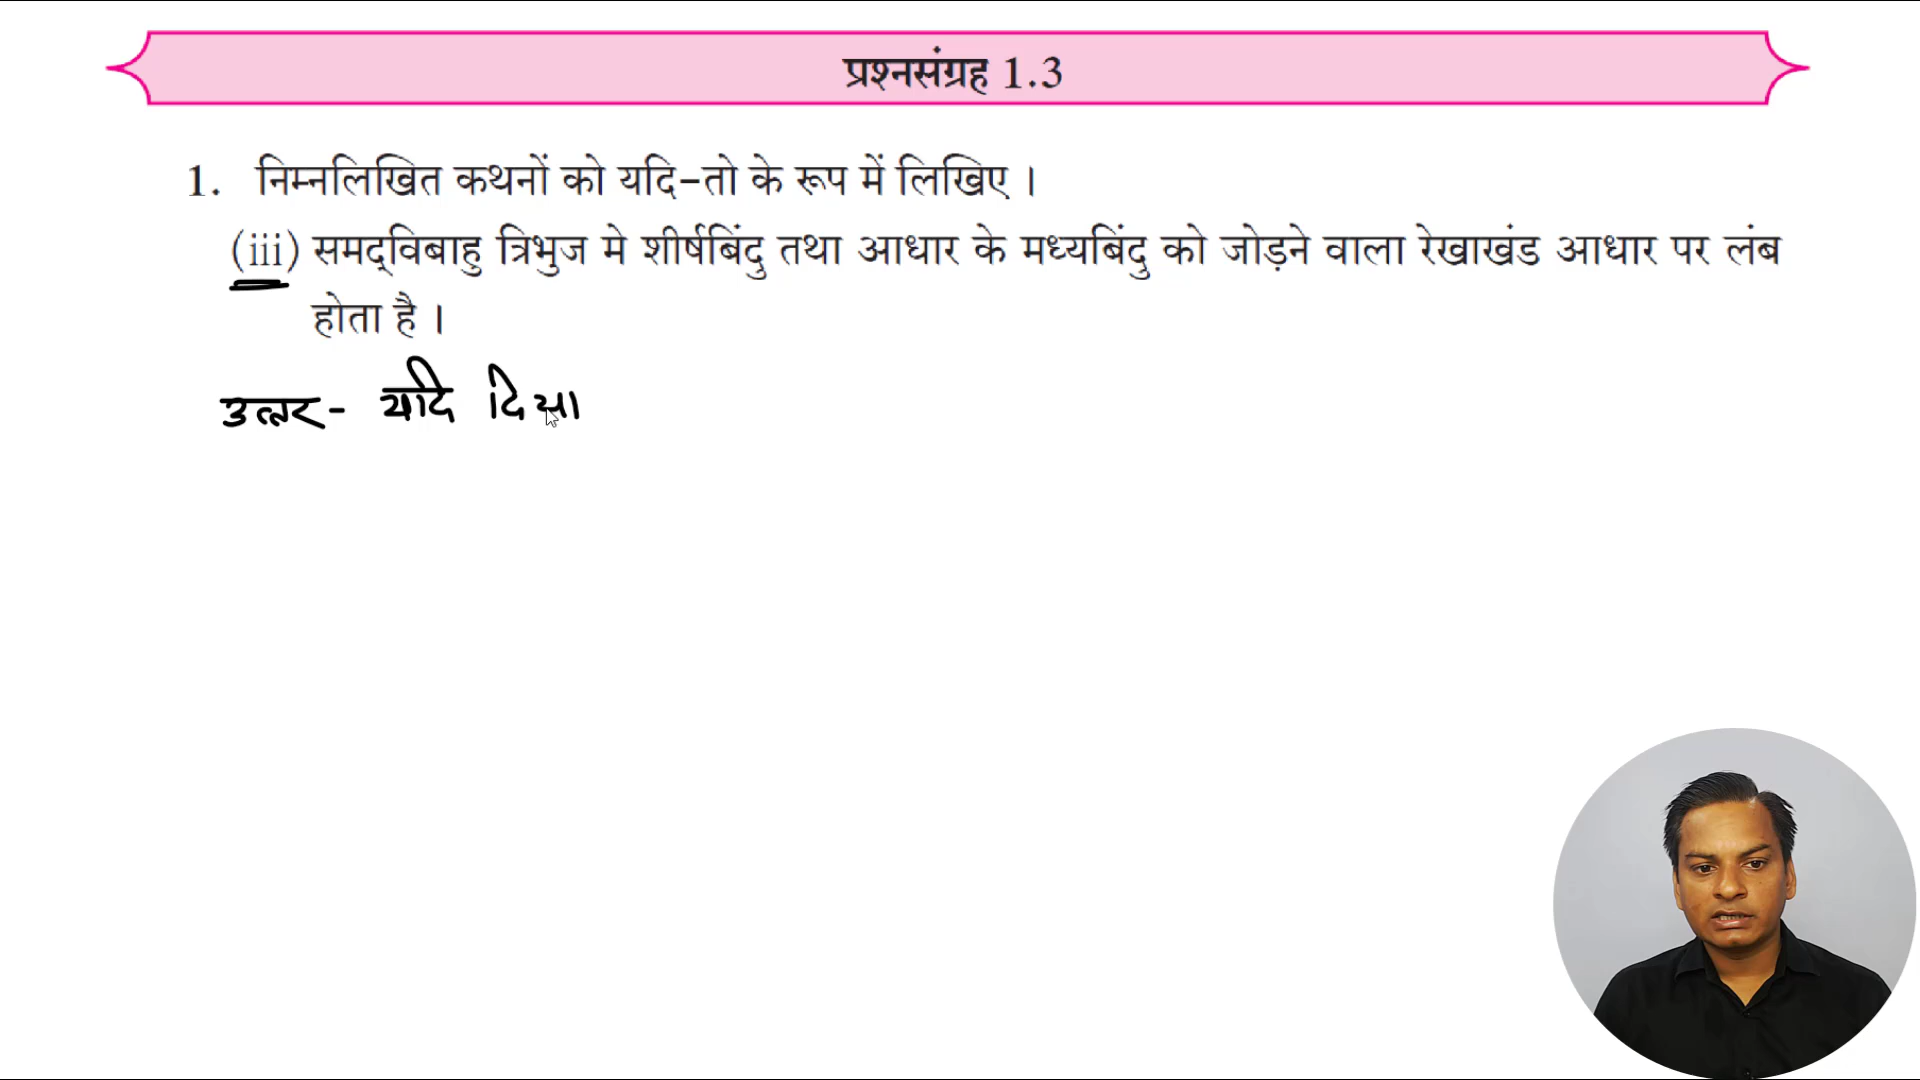 प्रश्नसंग्रह 1.3
1. निम्नलिखित कथनों को यदि-तो के रूप में लिखिए ।
(iii) समद्‌विबाहु त्रिभुज मे शीर्षबिंदु तथा आधार के मध्यबिंदु को जोड़ने वाला रेखाखंड आधार पर लंब
होता है ।
उत्तर- यदि दिया